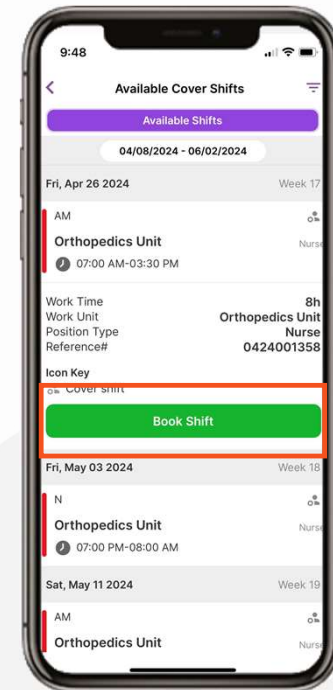 9:48
Available Cover Shifts
Available Shifts
04/08/2024 - 06/02/2024
Fri, Apr 26 2024 Week 17
AM
Orthopedics Unit Nurse
07:00 AM-03:30 PM
Work Time 8h
Work Unit Orthopedics Unit
Position Type Nurse
Reference# 0424001358
Icon Key
Cover shift
Book Shift
Fri, May 03 2024 Week 18
N
Orthopedics Unit Nurse
07:00 PM-08:00 AM
Sat, May 11 2024 Week 19
AM
Orthopedics Unit Nurse